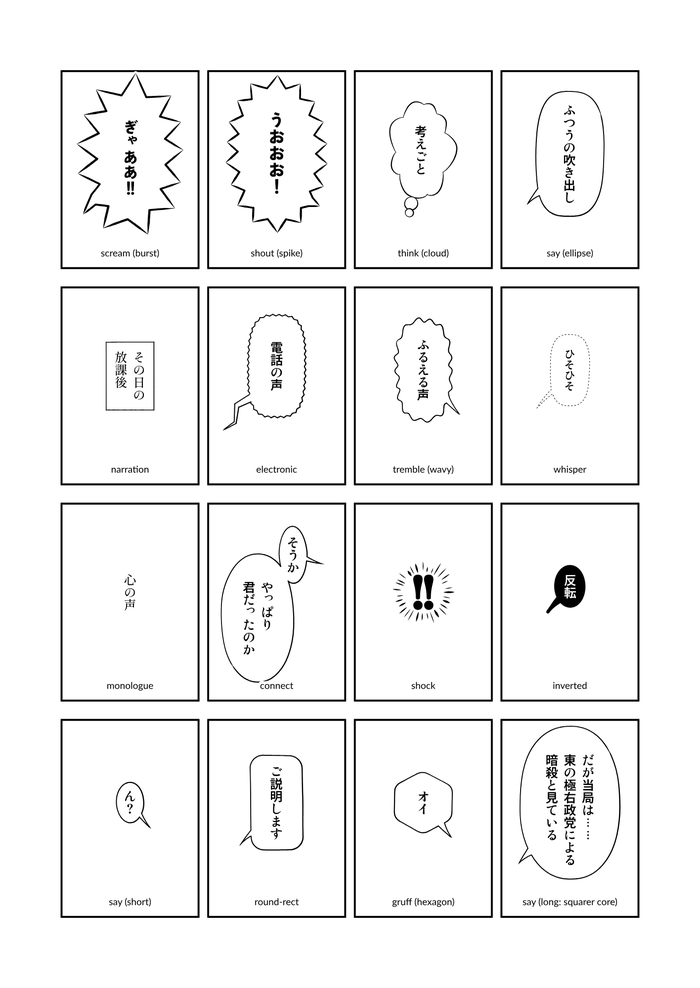 ぎゃああ!!
scream (burst)
うおおお!
shout (spike)
考えごと
think (cloud)
ふつうの吹き出し
say (ellipse)
その日の
放課後
narration
電話の声
electronic
ふるえる声
tremble (wavy)
ひそひそ
whisper
心の声
monologue
そうか
やっぱり
君だったのか
connect
!!
shock
反転
inverted
ん?
say (short)
ご説明します
round-rect
オイ
gruff (hexagon)
だが当局は……
東の極右政党による
暗殺と見ている
say (long: squarer core)